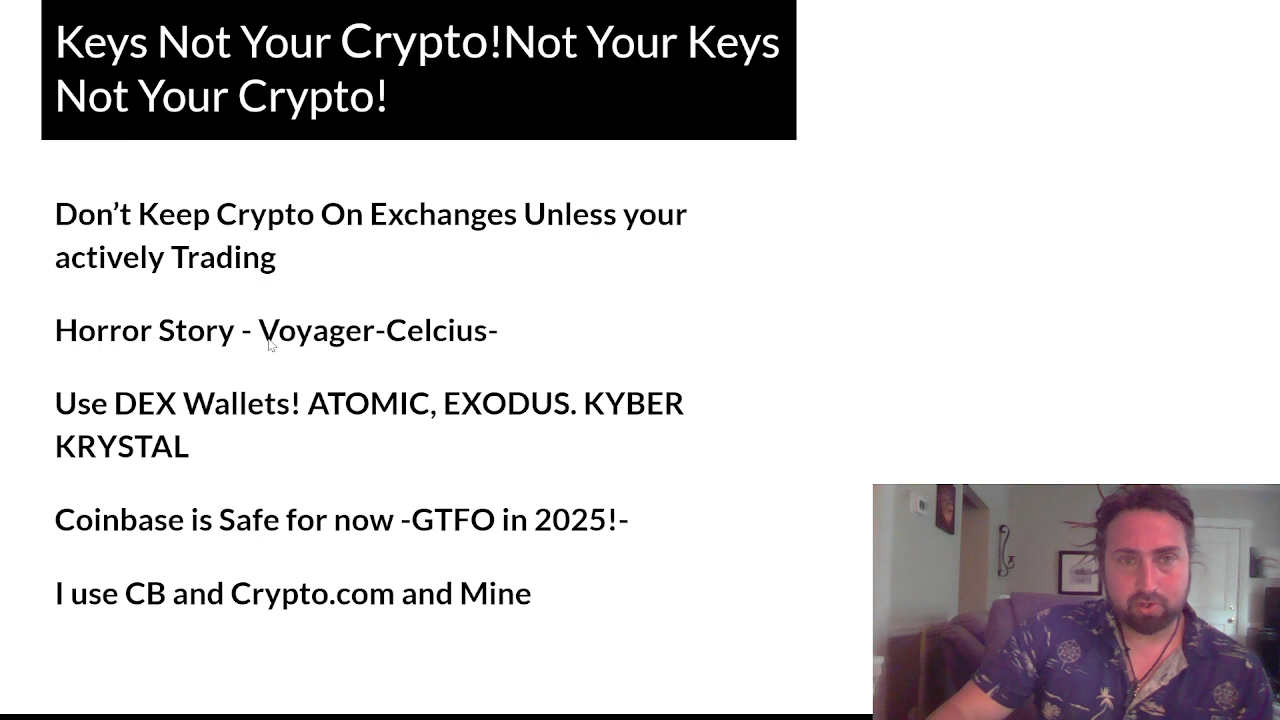 Keys Not Your Crypto!Not Your Keys
Not Your Crypto!
Don’t Keep Crypto On Exchanges Unless your
actively Trading
Horror Story - Voyager-Celcius-
Use DEX Wallets! ATOMIC, EXODUS. KYBER
KRYSTAL
Coinbase is Safe for now -GTFO in 2025!-
I use CB and Crypto.com and Mine